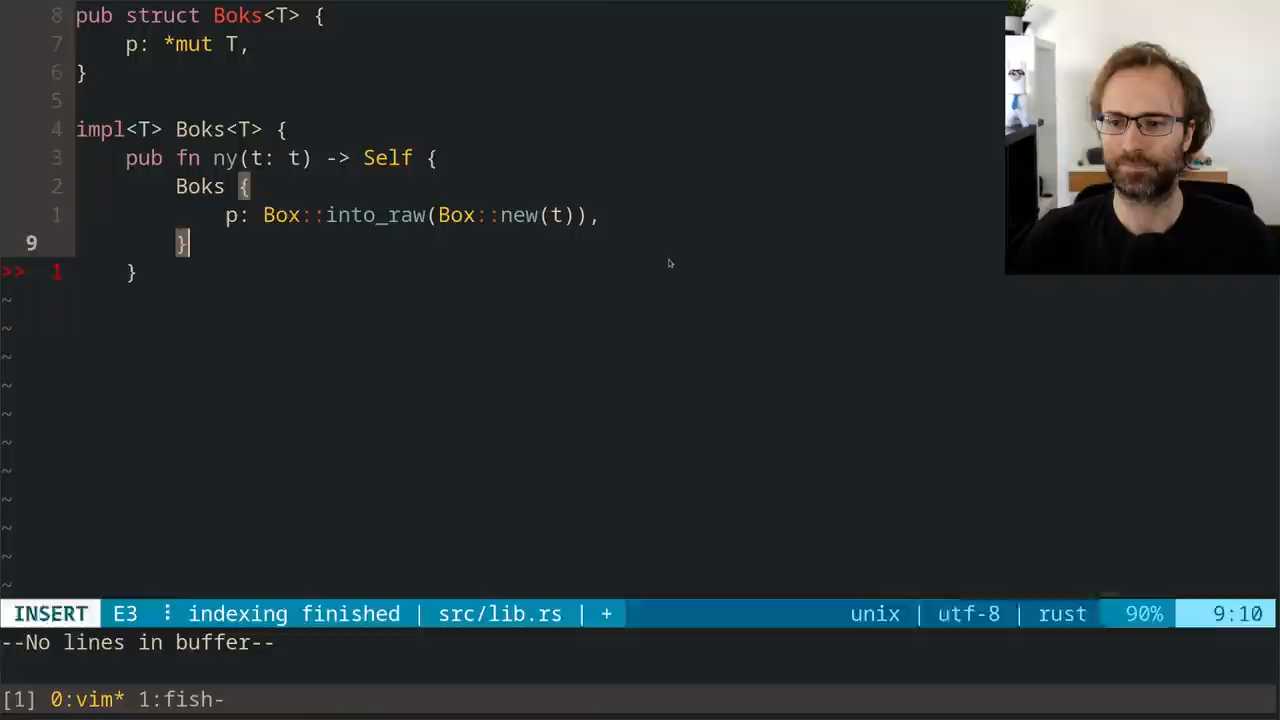 8 pub struct Boks<T> {
7     p: *mut T,
6 }
5
4 impl<T> Boks<T> {
3     pub fn ny(t: t) -> Self {
2         Boks {
1             p: Box::into_raw(Box::new(t)),
9         }
>> 1     }
~
~
~
~
~
~
~
~
~
~
~
INSERT E3 ⋮ indexing finished | src/lib.rs | + unix | utf-8 | rust 90% 9:10
--No lines in buffer--
[1] 0:vim* 1:fish-